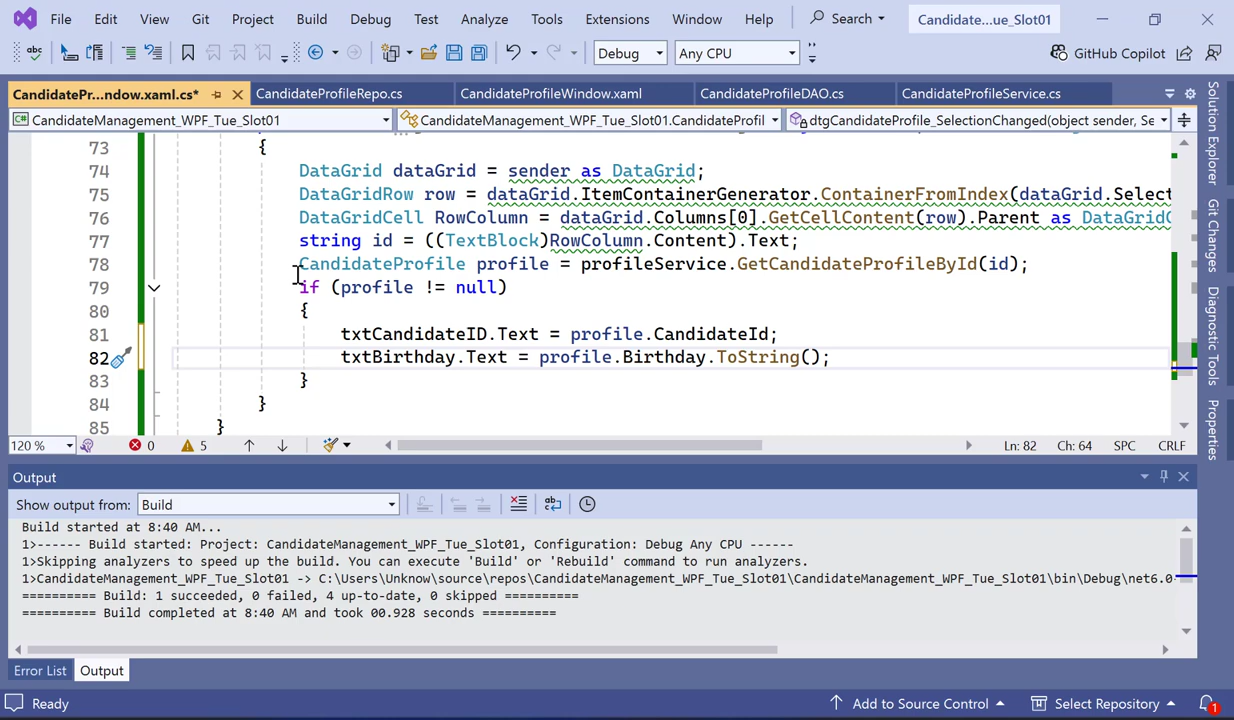 File Edit View Git Project Build Debug Test Analyze Tools Extensions Window Help Search Candidate...ue_Slot01
abc Debug Any CPU GitHub Copilot
CandidatePr...ndow.xaml.cs* CandidateProfileRepo.cs CandidateProfileWindow.xaml CandidateProfileDAO.cs CandidateProfileService.cs
C# CandidateManagement_WPF_Tue_Slot01 CandidateManagement_WPF_Tue_Slot01.CandidateProfil dtgCandidateProfile_SelectionChanged(object sender, Se
73 {
74 DataGrid dataGrid = sender as DataGrid;
75 DataGridRow row = dataGrid.ItemContainerGenerator.ContainerFromIndex(dataGrid.Select
76 DataGridCell RowColumn = dataGrid.Columns[0].GetCellContent(row).Parent as DataGridC
77 string id = ((TextBlock)RowColumn.Content).Text;
78 CandidateProfile profile = profileService.GetCandidateProfileById(id);
79 if (profile != null)
80 {
81 txtCandidateID.Text = profile.CandidateId;
82 txtBirthday.Text = profile.Birthday.ToString();
83 }
84 }
85 }
120 % 0 5 Ln: 82 Ch: 64 SPC CRLF
Output
Show output from: Build
Build started at 8:40 AM...
1>------ Build started: Project: CandidateManagement_WPF_Tue_Slot01, Configuration: Debug Any CPU ------
1>Skipping analyzers to speed up the build. You can execute 'Build' or 'Rebuild' command to run analyzers.
1>CandidateManagement_WPF_Tue_Slot01 -> C:\Users\Unknow\source\repos\CandidateManagement_WPF_Tue_Slot01\CandidateManagement_WPF_Tue_Slot01\bin\Debug\net6.0-
========== Build: 1 succeeded, 0 failed, 4 up-to-date, 0 skipped ==========
========== Build completed at 8:40 AM and took 00.928 seconds ==========
Error List Output
Ready Add to Source Control Select Repository 1
Solution Explorer
Git Changes
Diagnostic Tools
Properties